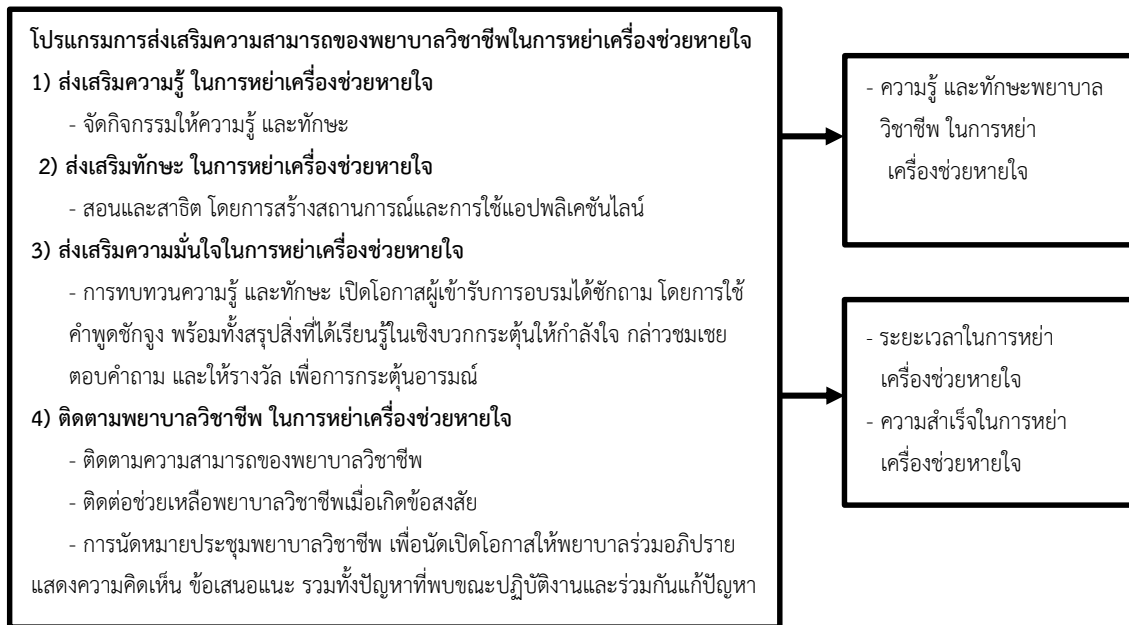 โปรแกรมการส่งเสริมความสามารถของพยาบาลวิชาชีพในการหย่าเครื่องช่วยหายใจ
1) ส่งเสริมความรู้ ในการหย่าเครื่องช่วยหายใจ
- จัดกิจกรรมให้ความรู้ และทักษะ
2) ส่งเสริมทักษะ ในการหย่าเครื่องช่วยหายใจ
- สอนและสาธิต โดยการสร้างสถานการณ์และการใช้แอปพลิเคชันไลน์
3) ส่งเสริมความมั่นใจในการหย่าเครื่องช่วยหายใจ
- การทบทวนความรู้ และทักษะ เปิดโอกาสผู้เข้ารับการอบรมได้ซักถาม โดยการใช้
คำพูดชักจูง พร้อมทั้งสรุปสิ่งที่ได้เรียนรู้ในเชิงบวกกระตุ้นให้กำลังใจ กล่าวชมเชย
ตอบคำถาม และให้รางวัล เพื่อการกระตุ้นอารมณ์
4) ติดตามพยาบาลวิชาชีพ ในการหย่าเครื่องช่วยหายใจ
- ติดตามความสามารถของพยาบาลวิชาชีพ
- ติดต่อช่วยเหลือพยาบาลวิชาชีพเมื่อเกิดข้อสงสัย
- การนัดหมายประชุมพยาบาลวิชาชีพ เพื่อนัดเปิดโอกาสให้พยาบาลร่วมอภิปราย
แสดงความคิดเห็น ข้อเสนอแนะ รวมทั้งปัญหาที่พบขณะปฏิบัติงานและร่วมกันแก้ปัญหา
- ความรู้ และทักษะพยาบาล
วิชาชีพ ในการหย่า
เครื่องช่วยหายใจ
- ระยะเวลาในการหย่า
เครื่องช่วยหายใจ
- ความสำเร็จในการหย่า
เครื่องช่วยหายใจ